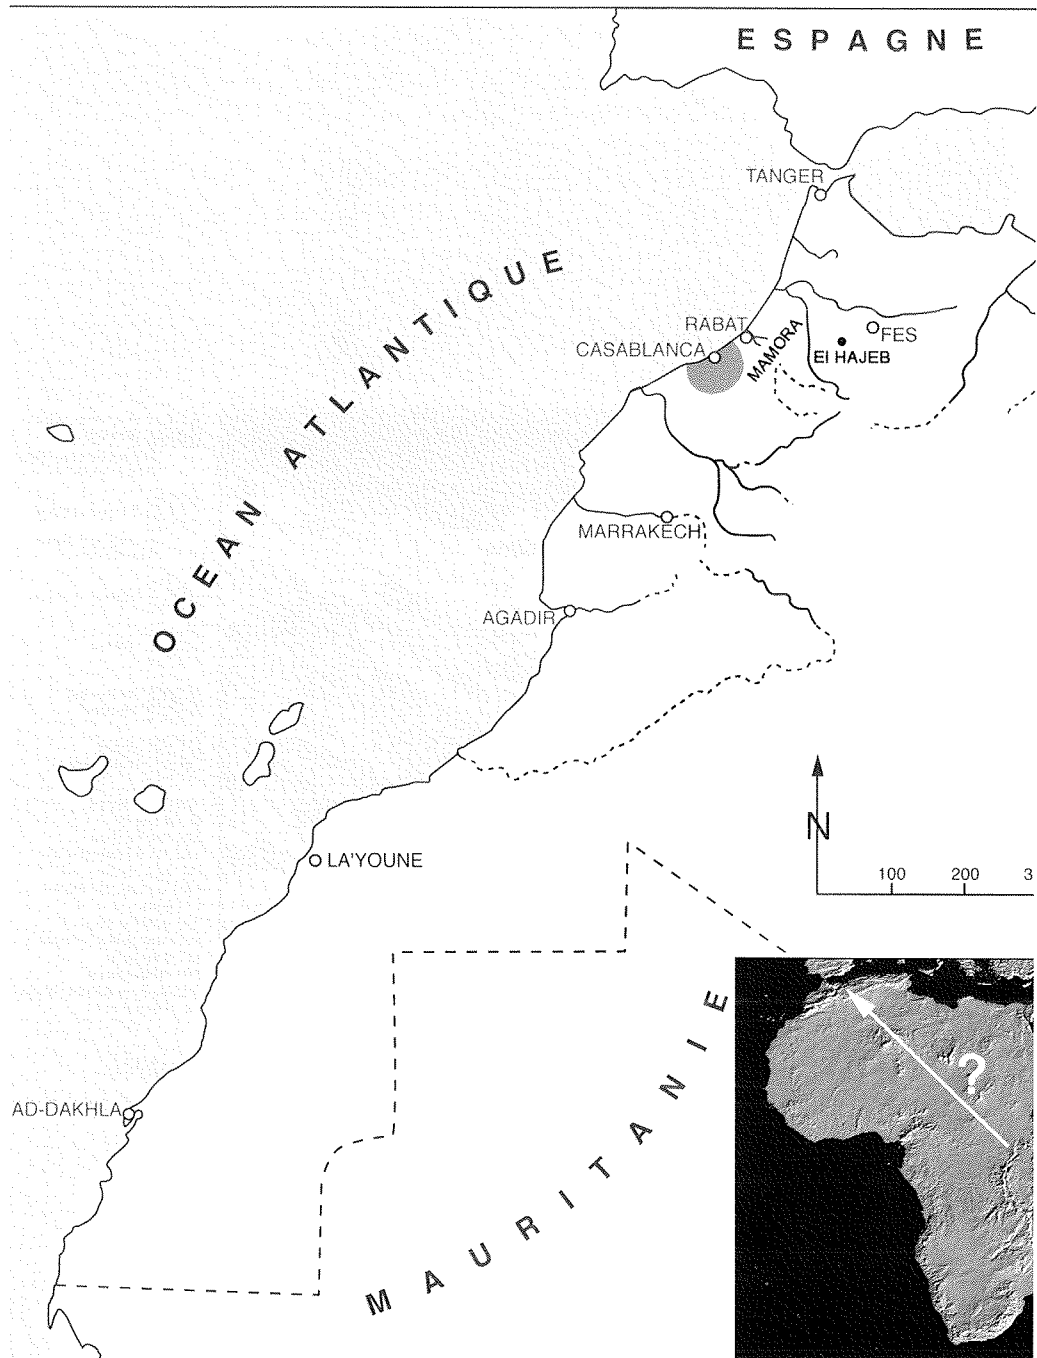 ESPAGNE
TANGER
OCEAN ATLANTIQUE
RABAT
CASABLANCA
MAMORA
FES
El HAJEB
MARRAKECH
AGADIR
N
LA'YOUNE
100 200 3
MAURITANIE
?
AD-DAKHLA